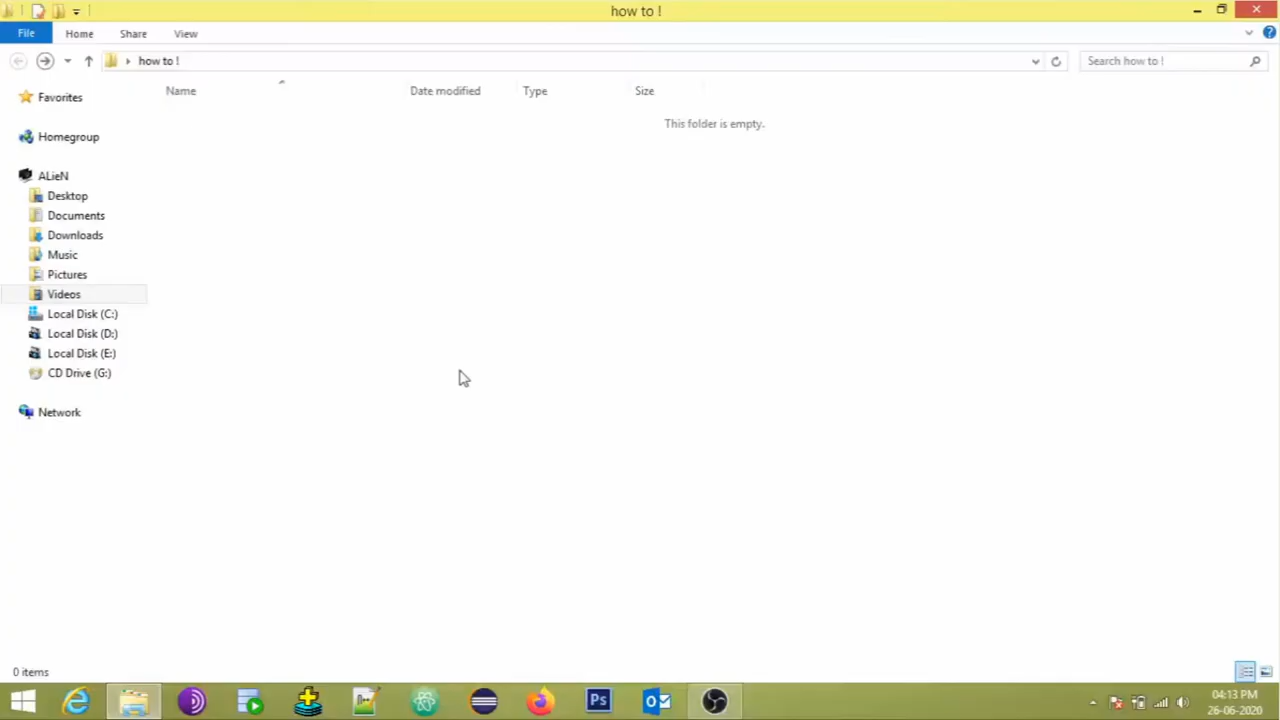 how to !
File Home Share View
how to !
Search how to !
Name Date modified Type Size
This folder is empty.
Favorites
Homegroup
ALieN
Desktop
Documents
Downloads
Music
Pictures
Videos
Local Disk (C:)
Local Disk (D:)
Local Disk (E:)
CD Drive (G:)
Network
0 items
Ps
04:13 PM
26-06-2020